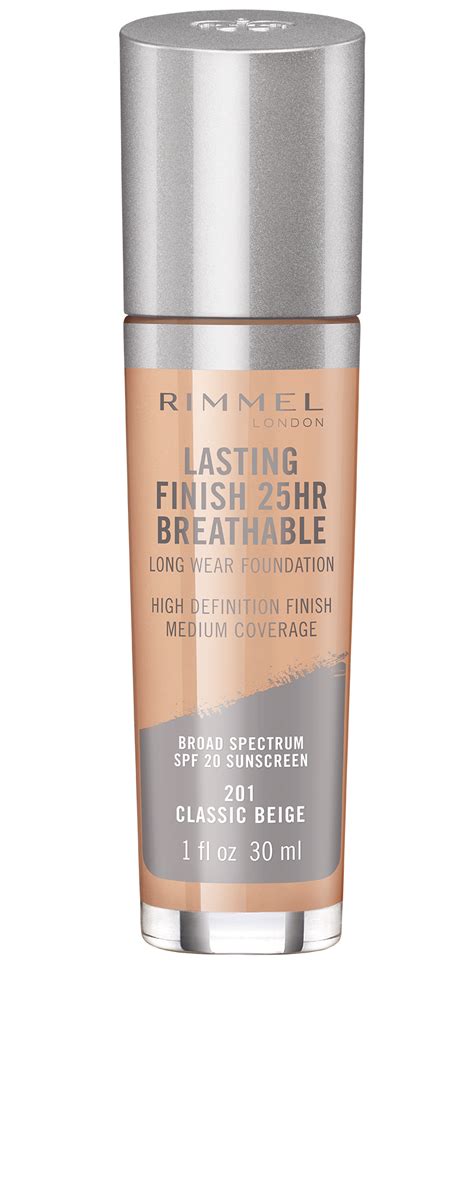 RIMMEL
LONDON
LASTING
FINISH 25HR
BREATHABLE
LONG WEAR FOUNDATION
HIGH DEFINITION FINISH
MEDIUM COVERAGE
BROAD SPECTRUM
SPF 20 SUNSCREEN
201
CLASSIC BEIGE
1 fl oz 30 ml